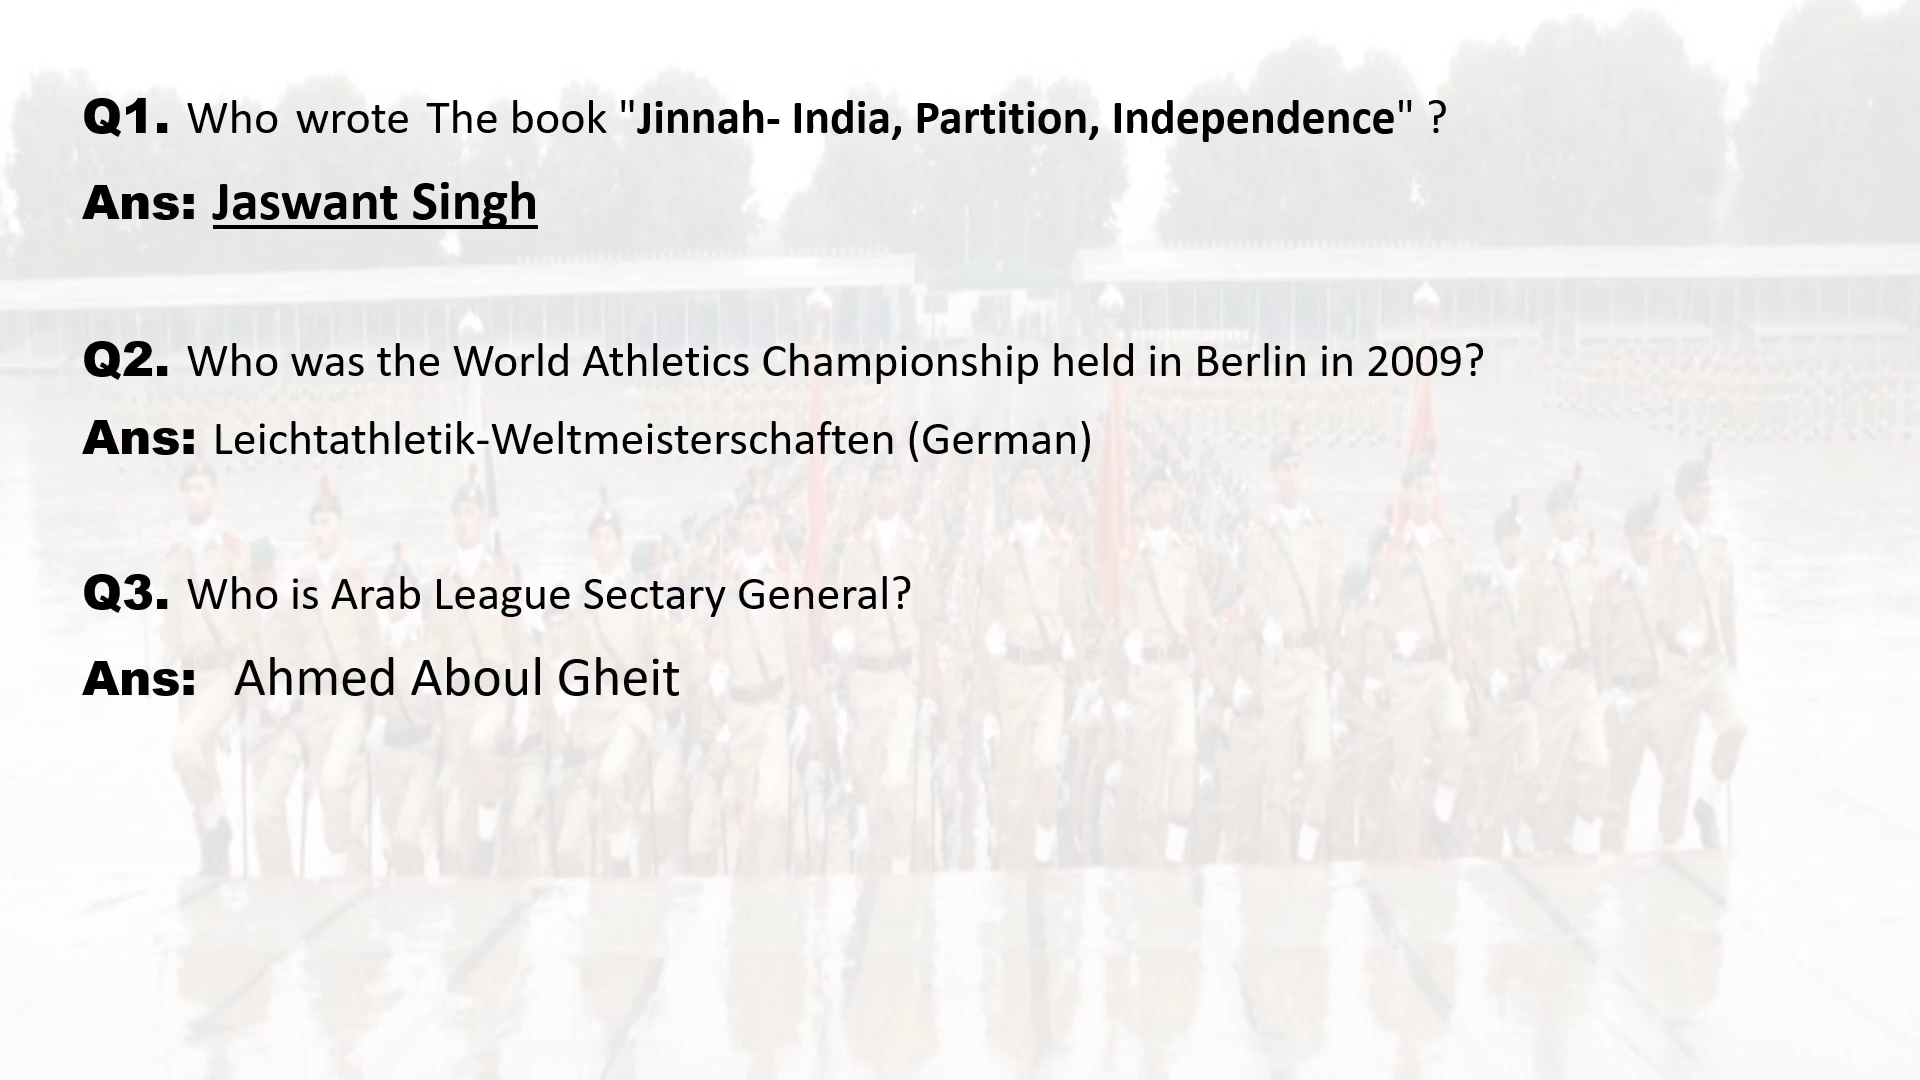 Q1. Who wrote The book "Jinnah- India, Partition, Independence" ?
Ans: Jaswant Singh
Q2. Who was the World Athletics Championship held in Berlin in 2009?
Ans: Leichtathletik-Weltmeisterschaften (German)
Q3. Who is Arab League Sectary General?
Ans: Ahmed Aboul Gheit